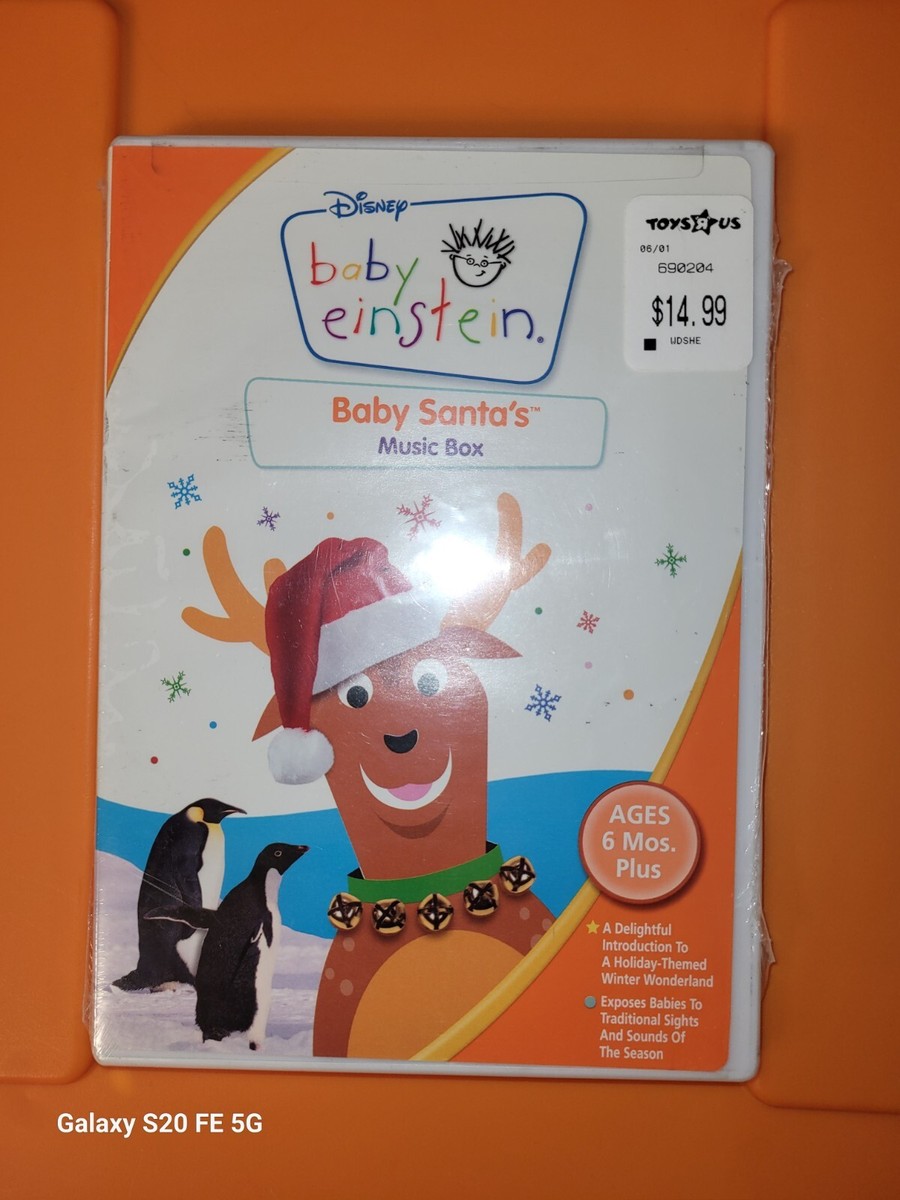 Disney
baby
einstein®
TOYS"R"US
06/01
690204
$14.99
WDSHE
Baby Santa's™
Music Box
AGES
6 Mos.
Plus
A Delightful
Introduction To
A Holiday-Themed
Winter Wonderland
Exposes Babies To
Traditional Sights
And Sounds Of
The Season
Galaxy S20 FE 5G